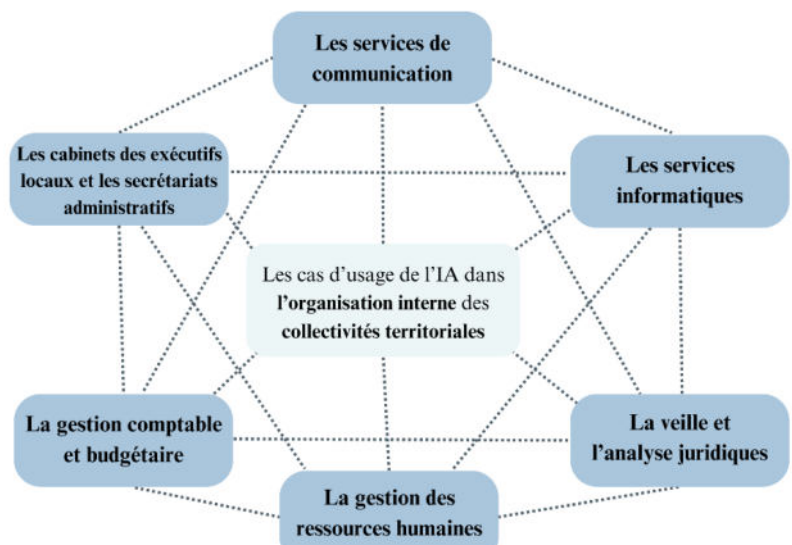 Les services de
communication
Les cabinets des exécutifs
locaux et les secrétariats
administratifs
Les services
informatiques
Les cas d'usage de l'IA dans
l'organisation interne des
collectivités territoriales
La gestion comptable
et budgétaire
La veille et
l'analyse juridiques
La gestion des
ressources humaines